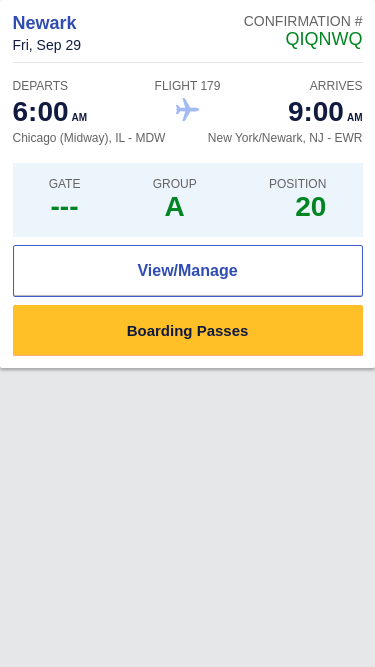 Newark
CONFIRMATION #
Fri, Sep 29
QIQNWQ
DEPARTS
FLIGHT 179
ARRIVES
6:00 AM
9:00 AM
Chicago (Midway), IL - MDW
New York/Newark, NJ - EWR
GATE
GROUP
POSITION
---
A
20
View/Manage
Boarding Passes